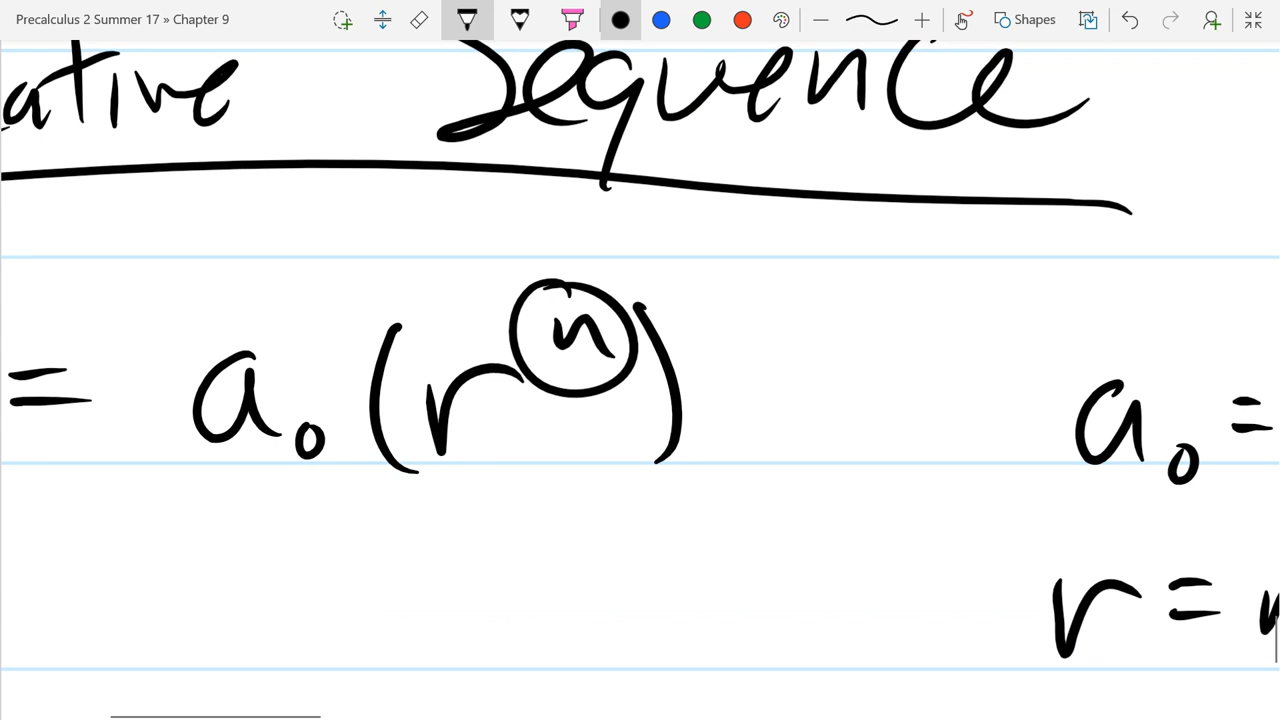 Precalculus 2 Summer 17 » Chapter 9
Shapes
ative Sequence
= a₀(rⁿ)
a₀ =
r =